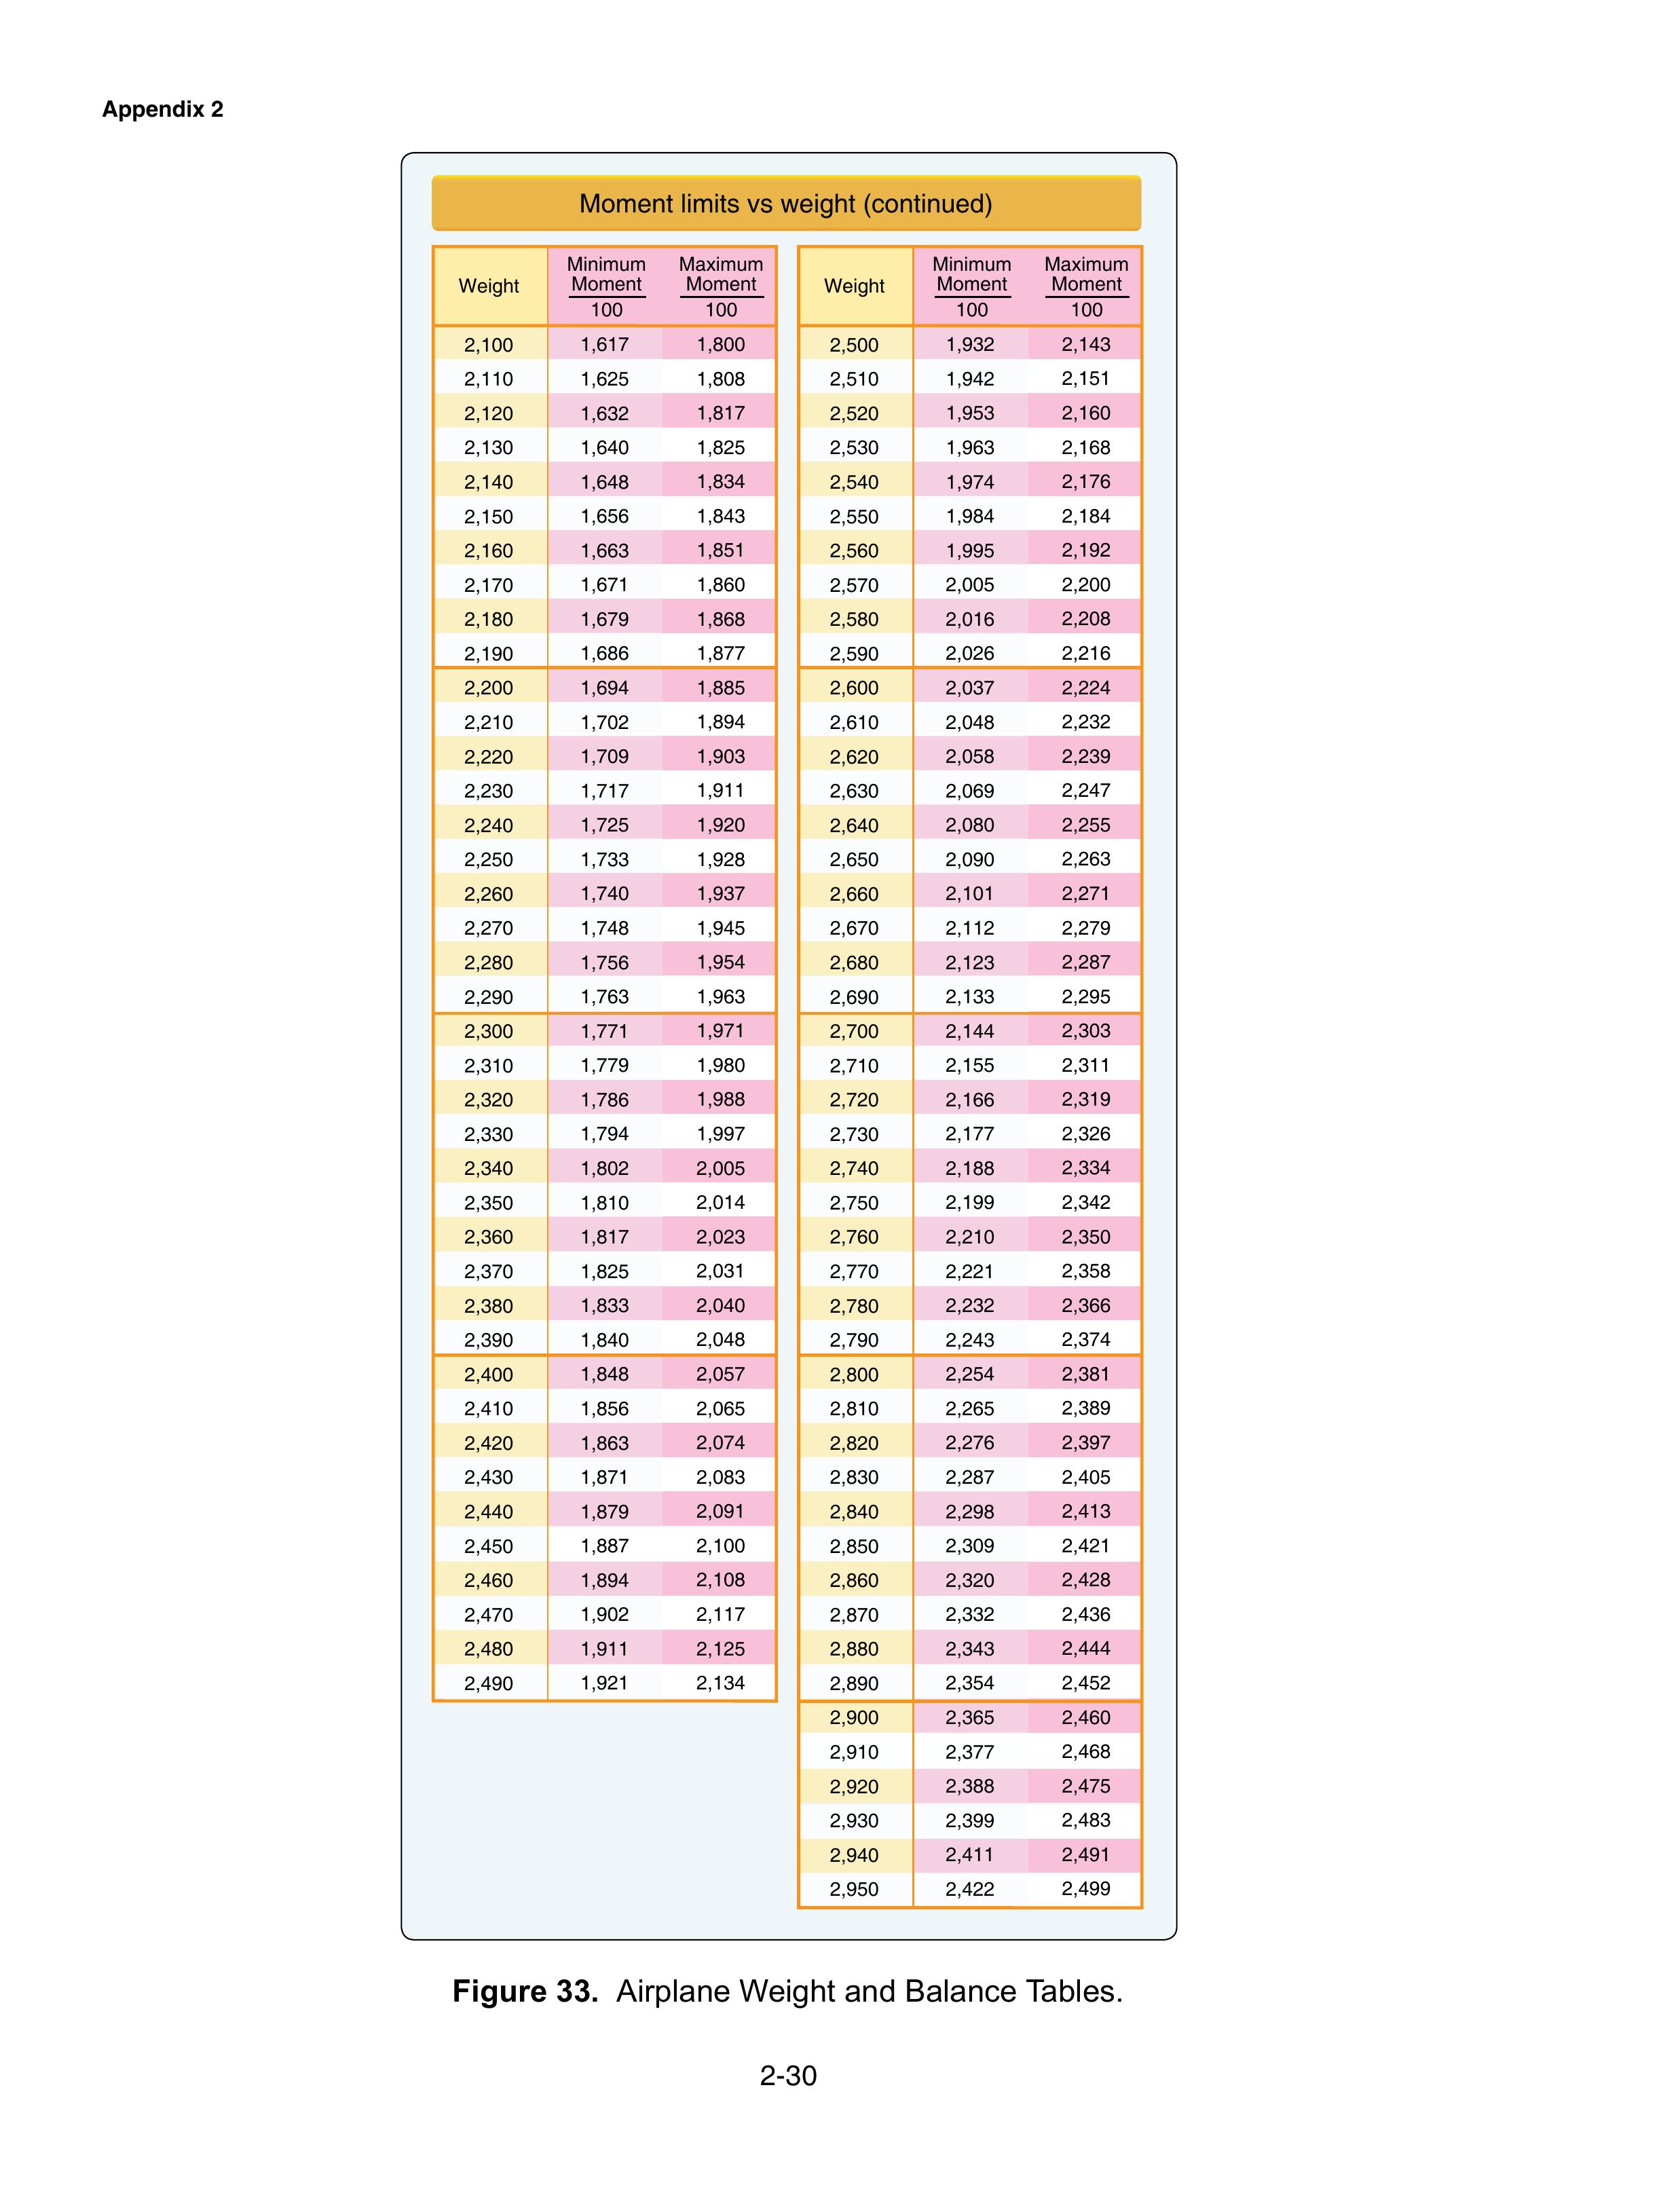 Appendix 2
Moment limits vs weight (continued)
Weight Minimum Moment 100 Maximum Moment 100
2,100 1,617 1,800
2,110 1,625 1,808
2,120 1,632 1,817
2,130 1,640 1,825
2,140 1,648 1,834
2,150 1,656 1,843
2,160 1,663 1,851
2,170 1,671 1,860
2,180 1,679 1,868
2,190 1,686 1,877
2,200 1,694 1,885
2,210 1,702 1,894
2,220 1,709 1,903
2,230 1,717 1,911
2,240 1,725 1,920
2,250 1,733 1,928
2,260 1,740 1,937
2,270 1,748 1,945
2,280 1,756 1,954
2,290 1,763 1,963
2,300 1,771 1,971
2,310 1,779 1,980
2,320 1,786 1,988
2,330 1,794 1,997
2,340 1,802 2,005
2,350 1,810 2,014
2,360 1,817 2,023
2,370 1,825 2,031
2,380 1,833 2,040
2,390 1,840 2,048
2,400 1,848 2,057
2,410 1,856 2,065
2,420 1,863 2,074
2,430 1,871 2,083
2,440 1,879 2,091
2,450 1,887 2,100
2,460 1,894 2,108
2,470 1,902 2,117
2,480 1,911 2,125
2,490 1,921 2,134
Weight Minimum Moment 100 Maximum Moment 100
2,500 1,932 2,143
2,510 1,942 2,151
2,520 1,953 2,160
2,530 1,963 2,168
2,540 1,974 2,176
2,550 1,984 2,184
2,560 1,995 2,192
2,570 2,005 2,200
2,580 2,016 2,208
2,590 2,026 2,216
2,600 2,037 2,224
2,610 2,048 2,232
2,620 2,058 2,239
2,630 2,069 2,247
2,640 2,080 2,255
2,650 2,090 2,263
2,660 2,101 2,271
2,670 2,112 2,279
2,680 2,123 2,287
2,690 2,133 2,295
2,700 2,144 2,303
2,710 2,155 2,311
2,720 2,166 2,319
2,730 2,177 2,326
2,740 2,188 2,334
2,750 2,199 2,342
2,760 2,210 2,350
2,770 2,221 2,358
2,780 2,232 2,366
2,790 2,243 2,374
2,800 2,254 2,381
2,810 2,265 2,389
2,820 2,276 2,397
2,830 2,287 2,405
2,840 2,298 2,413
2,850 2,309 2,421
2,860 2,320 2,428
2,870 2,332 2,436
2,880 2,343 2,444
2,890 2,354 2,452
2,900 2,365 2,460
2,910 2,377 2,468
2,920 2,388 2,475
2,930 2,399 2,483
2,940 2,411 2,491
2,950 2,422 2,499
Figure 33. Airplane Weight and Balance Tables.
2-30